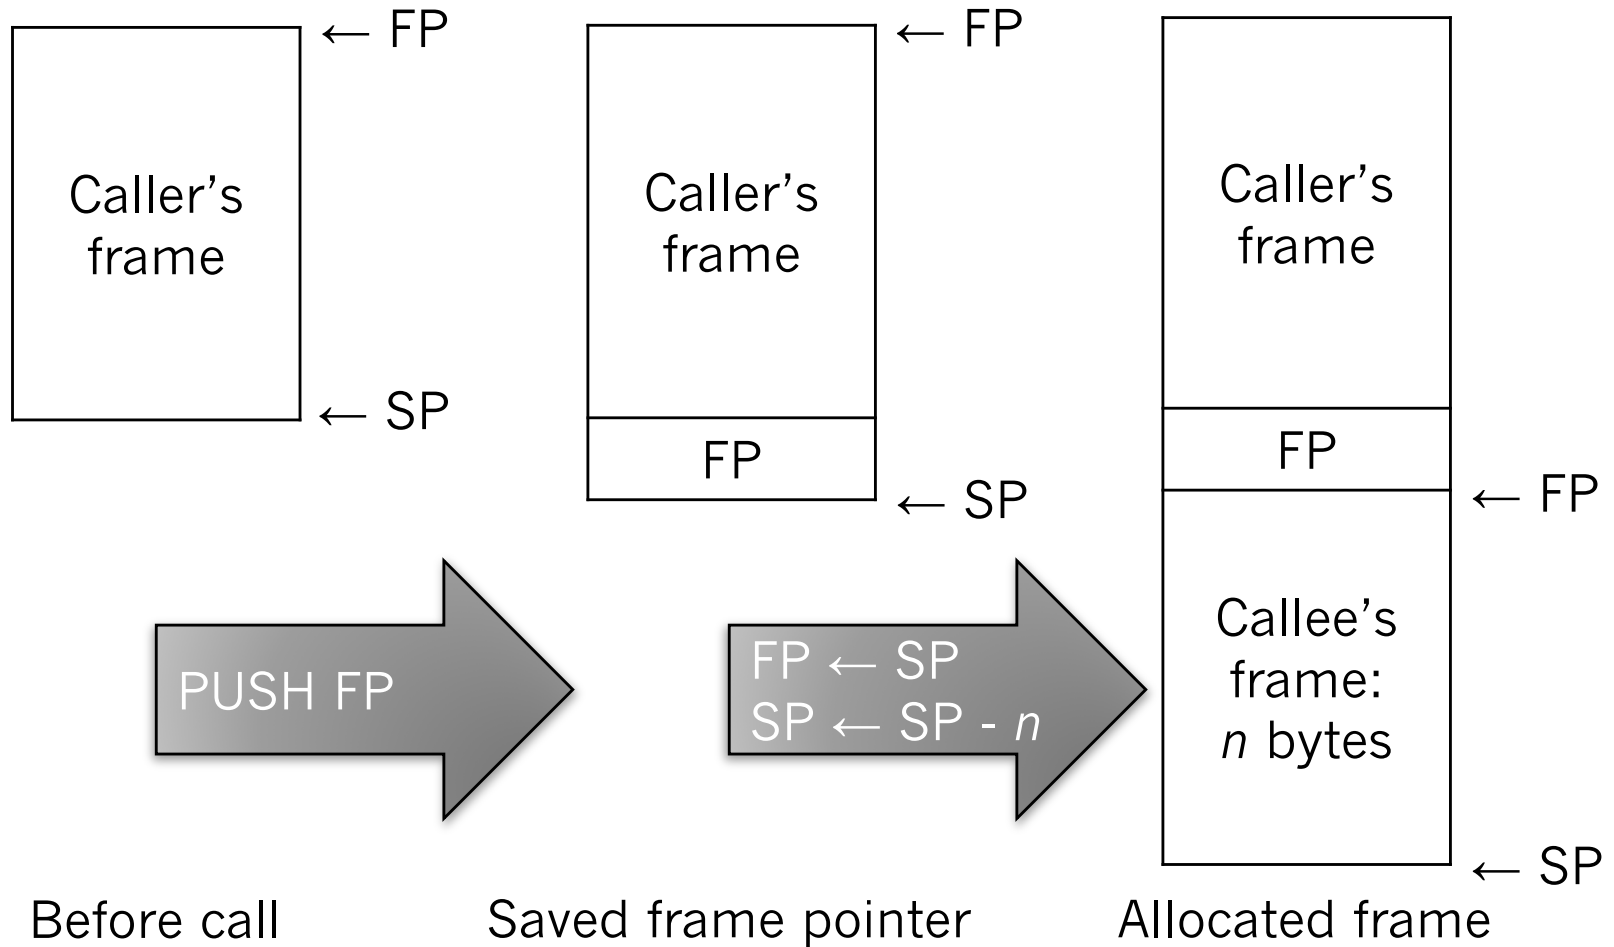 ← FP
Caller’s
frame
← SP
PUSH FP
Before call
← FP
Caller’s
frame
FP
← SP
FP ← SP
SP ← SP - n
Saved frame pointer
Caller’s
frame
FP
← FP
Callee’s
frame:
n bytes
← SP
Allocated frame